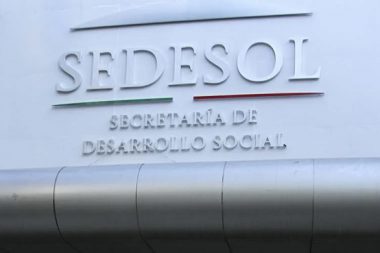 SEDESOL
SECRETARÍA DE
DESARROLLO SOCIAL